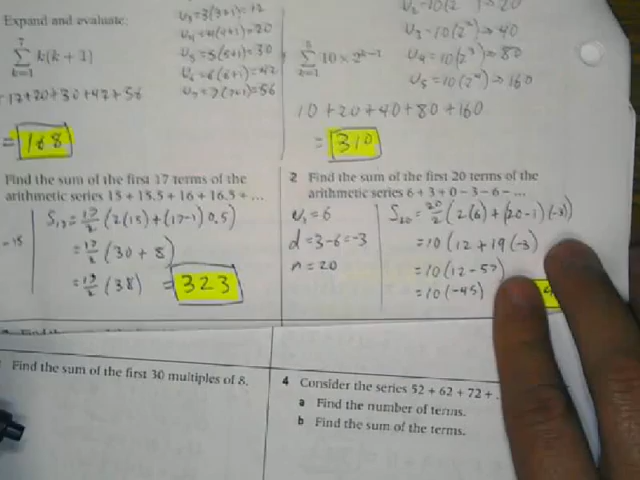 Expand and evaluate:
7
∑ k(k + 1)
k=1
U₃=3(3+1)=12
U₄=4(4+1)=20
U₅=5(5+1)=30
U₆=6(6+1)=42
U₇=7(7+1)=56
12+20+30+42+56
= 168
5
∑ 10 × 2^(k−1)
k=1
U₃=10(2²)→40
U₄=10(2³)→80
U₅=10(2⁴)→160
10+20+40+80+160
= 310
Find the sum of the first 17 terms of the
arithmetic series 15 + 15.5 + 16 + 16.5 + ...
S₁₇=17/2 (2(15)+(17-1)0.5)
=17/2 (30+8)
=17/2 (38) = 323
2 Find the sum of the first 20 terms of the
arithmetic series 6 + 3 + 0 − 3 − 6 − ...
U₁=6
d=3-6=-3
n=20
S₂₀=20/2 (2(6)+(20-1)(-3))
=10(12+19(-3)
=10(12-57)
=10(-45)
Find the sum of the first 30 multiples of 8.
4 Consider the series 52 + 62 + 72 +
a Find the number of terms.
b Find the sum of the terms.